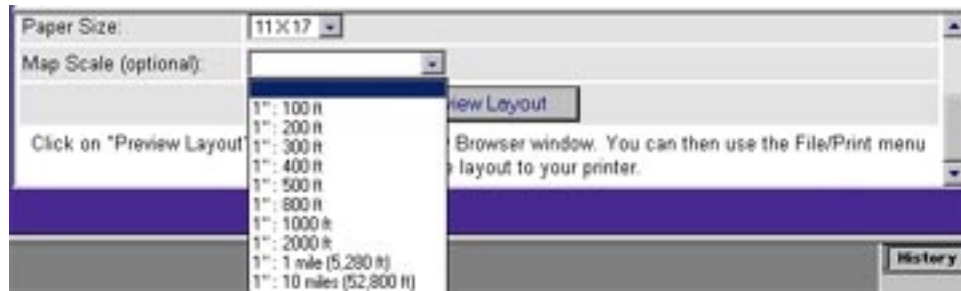 Paper Size: 11X17
Map Scale (optional):
1": 100 ft
1": 200 ft
1": 300 ft
1": 400 ft
1": 500 ft
1": 800 ft
1": 1000 ft
1": 2000 ft
1": 1 mile (5,280 ft)
1": 10 miles (52,800 ft)
iew Layout
Click on "Preview Layout" Browser window. You can then use the File/Print menu
layout to your printer.
History